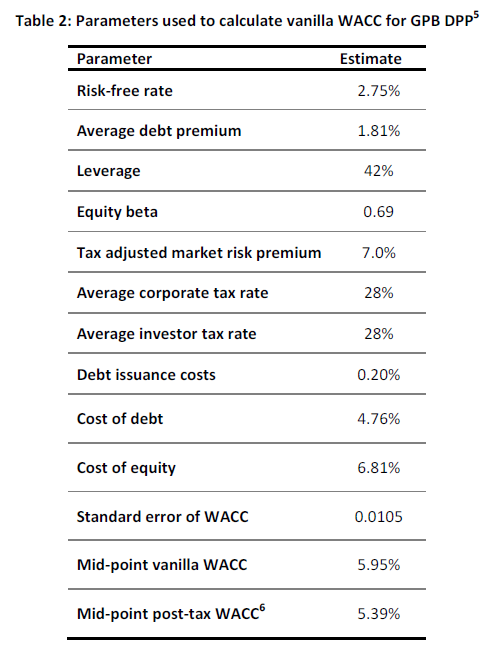 Table 2: Parameters used to calculate vanilla WACC for GPB DPP5
Parameter Estimate
Risk-free rate 2.75%
Average debt premium 1.81%
Leverage 42%
Equity beta 0.69
Tax adjusted market risk premium 7.0%
Average corporate tax rate 28%
Average investor tax rate 28%
Debt issuance costs 0.20%
Cost of debt 4.76%
Cost of equity 6.81%
Standard error of WACC 0.0105
Mid-point vanilla WACC 5.95%
Mid-point post-tax WACC6 5.39%